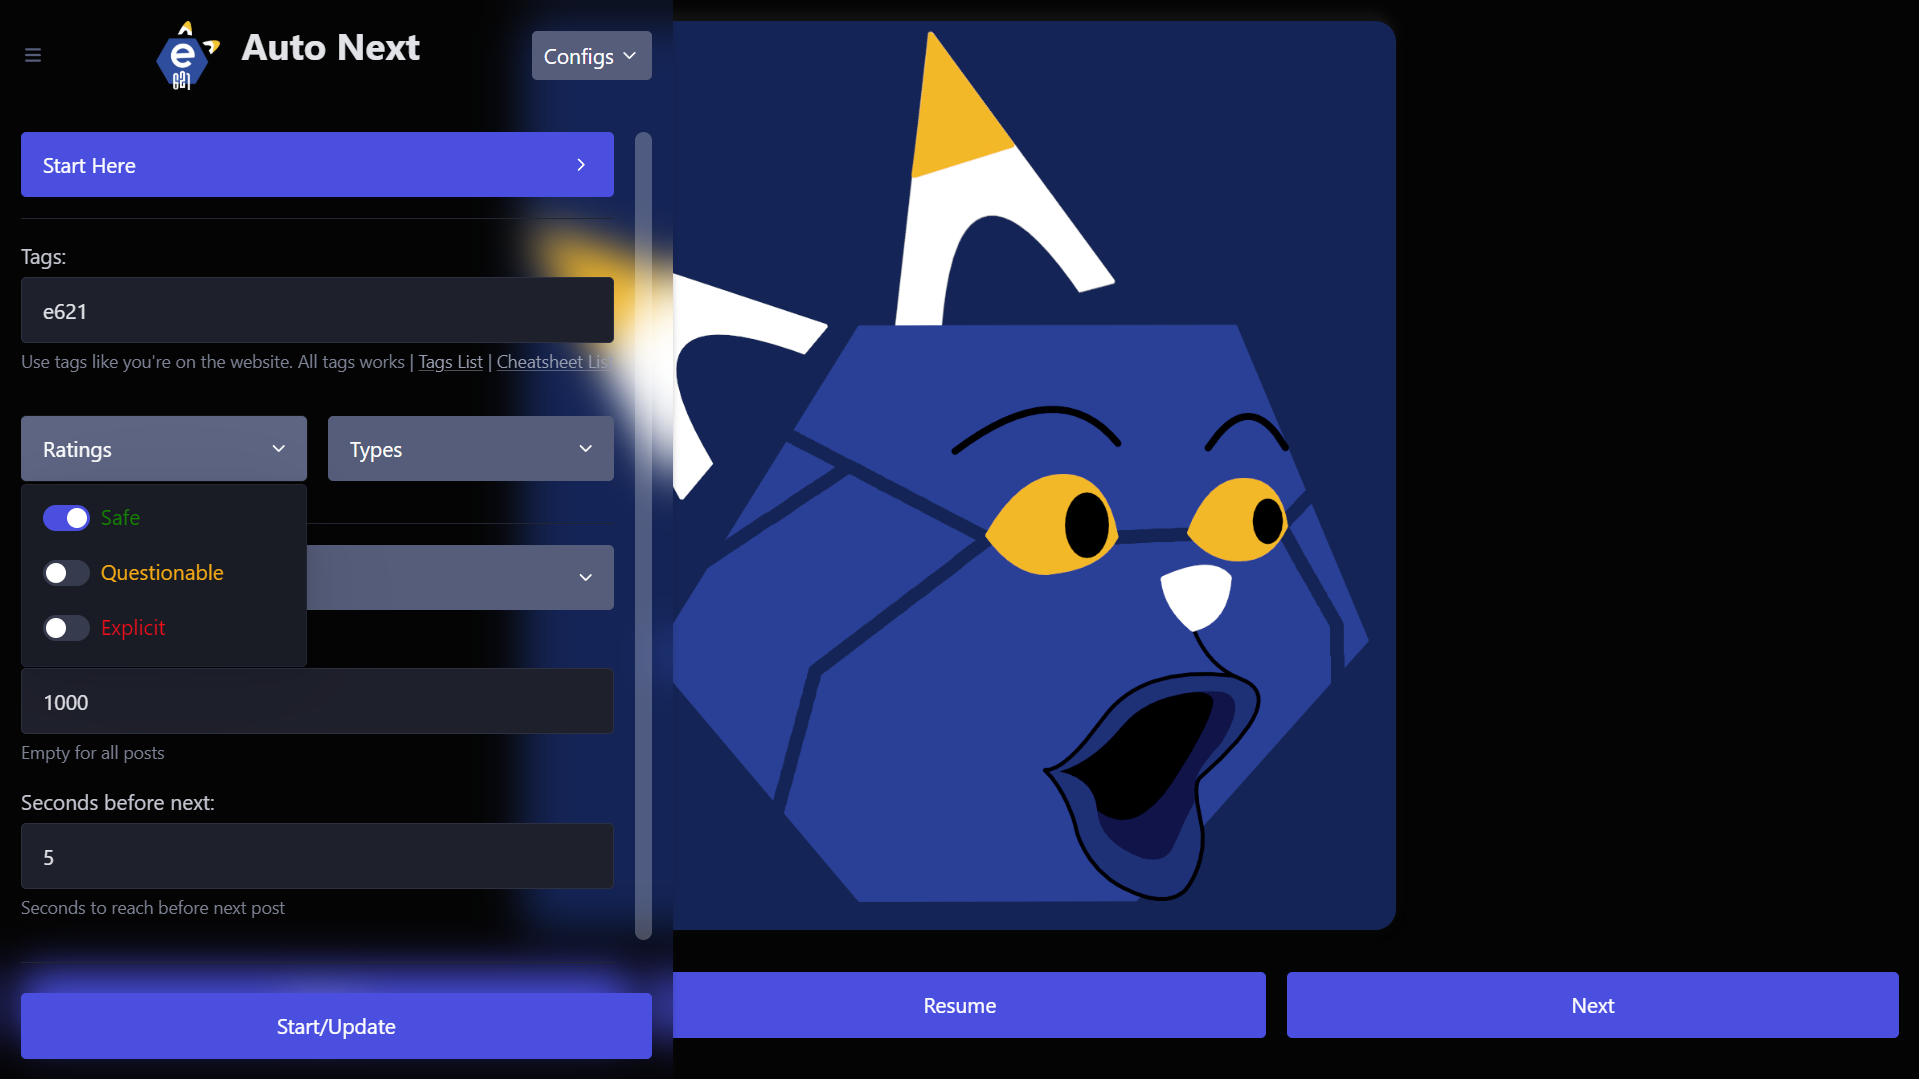 e
621
Auto Next
Configs
Start Here
Tags:
e621
Use tags like you're on the website. All tags works | Tags List | Cheatsheet Lis
Ratings
Types
Safe
Questionable
Explicit
1000
Empty for all posts
Seconds before next:
5
Seconds to reach before next post
Start/Update
Resume
Next